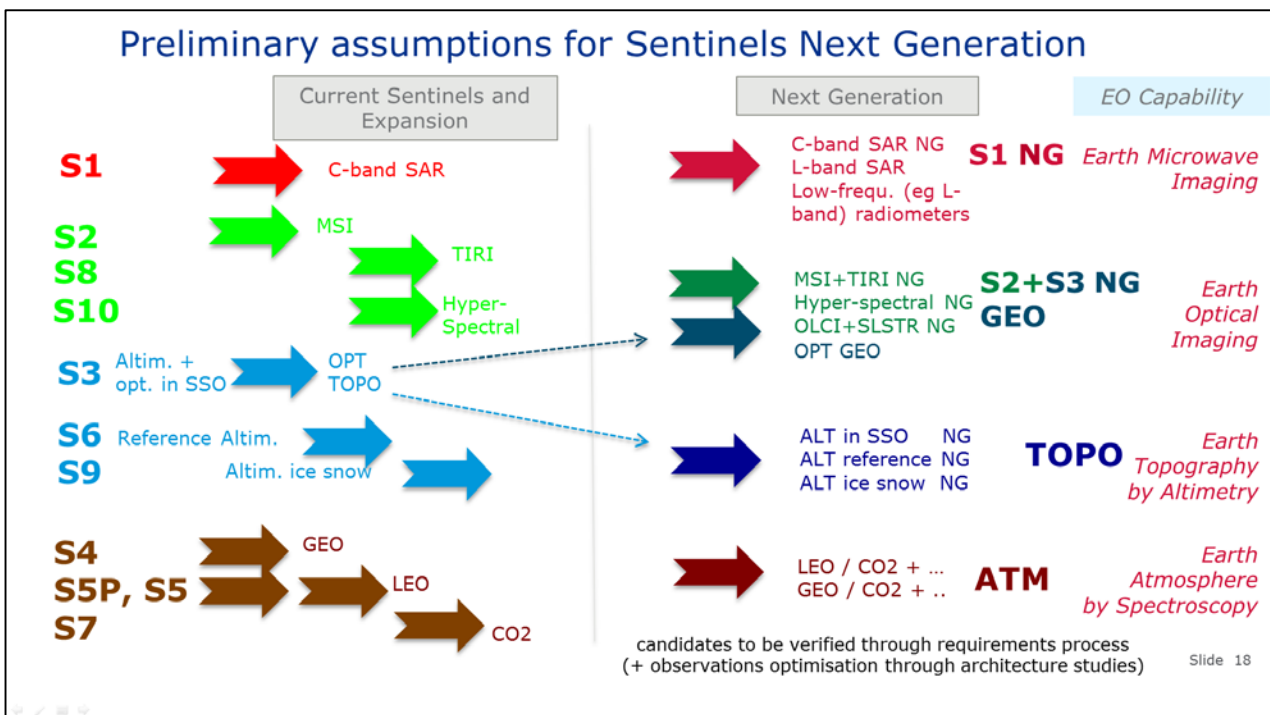 Preliminary assumptions for Sentinels Next Generation
Current Sentinels and
Expansion
Next Generation
EO Capability
S1
C-band SAR
C-band SAR NG
L-band SAR
Low-frequ. (eg L-
band) radiometers
S1 NG
Earth Microwave
Imaging
S2
MSI
S8
TIRI
S10
Hyper-
Spectral
MSI+TIRI NG
Hyper-spectral NG
OLCI+SLSTR NG
OPT GEO
S2+S3 NG
GEO
Earth
Optical
Imaging
S3
Altim. +
opt. in SSO
OPT
TOPO
S6
Reference Altim.
S9
Altim. ice snow
ALT in SSO NG
ALT reference NG
ALT ice snow NG
TOPO
Earth
Topography
by Altimetry
S4
GEO
S5P, S5
LEO
S7
CO2
LEO / CO2 + ...
GEO / CO2 + ..
ATM
Earth
Atmosphere
by Spectroscopy
candidates to be verified through requirements process
(+ observations optimisation through architecture studies)
Slide 18